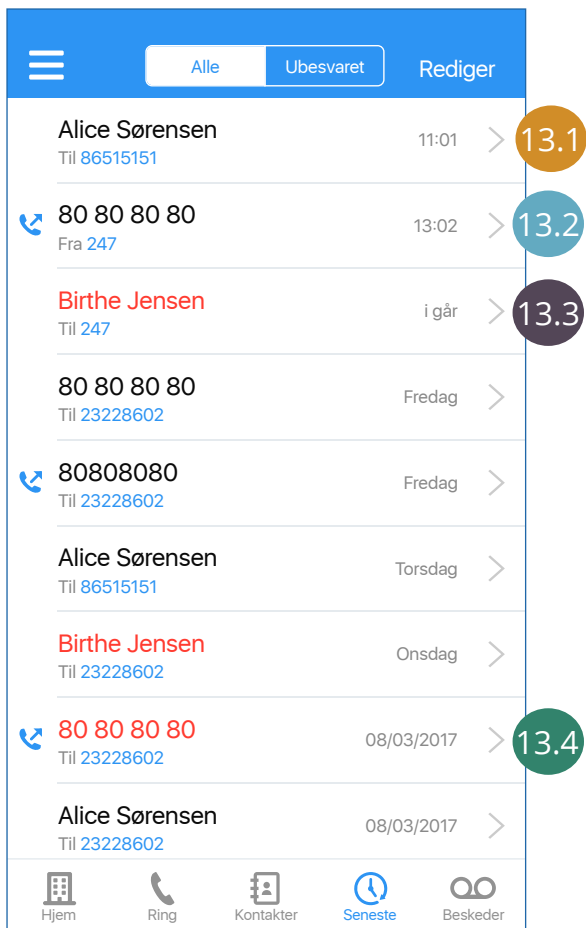 Alle Ubesvaret Rediger
Alice Sørensen
11:01
Til 86515151
13.1
80 80 80 80
13:02
Fra 247
13.2
Birthe Jensen
i går
Til 247
13.3
80 80 80 80
Fredag
Til 23228602
80808080
Fredag
Til 23228602
Alice Sørensen
Torsdag
Til 86515151
Birthe Jensen
Onsdag
Til 23228602
80 80 80 80
08/03/2017
Til 23228602
13.4
Alice Sørensen
08/03/2017
Til 23228602
Hjem Ring Kontakter Seneste Beskeder